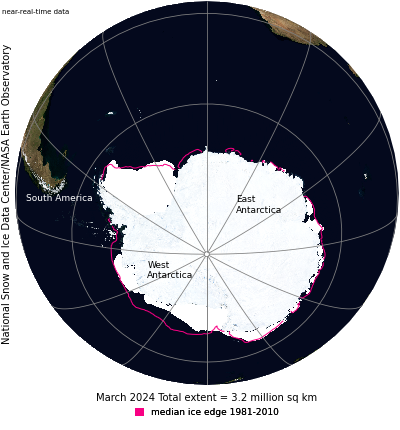 near-real-time data
National Snow and Ice Data Center/NASA Earth Observatory
South America
East
Antarctica
West
Antarctica
March 2024 Total extent = 3.2 million sq km
median ice edge 1981-2010